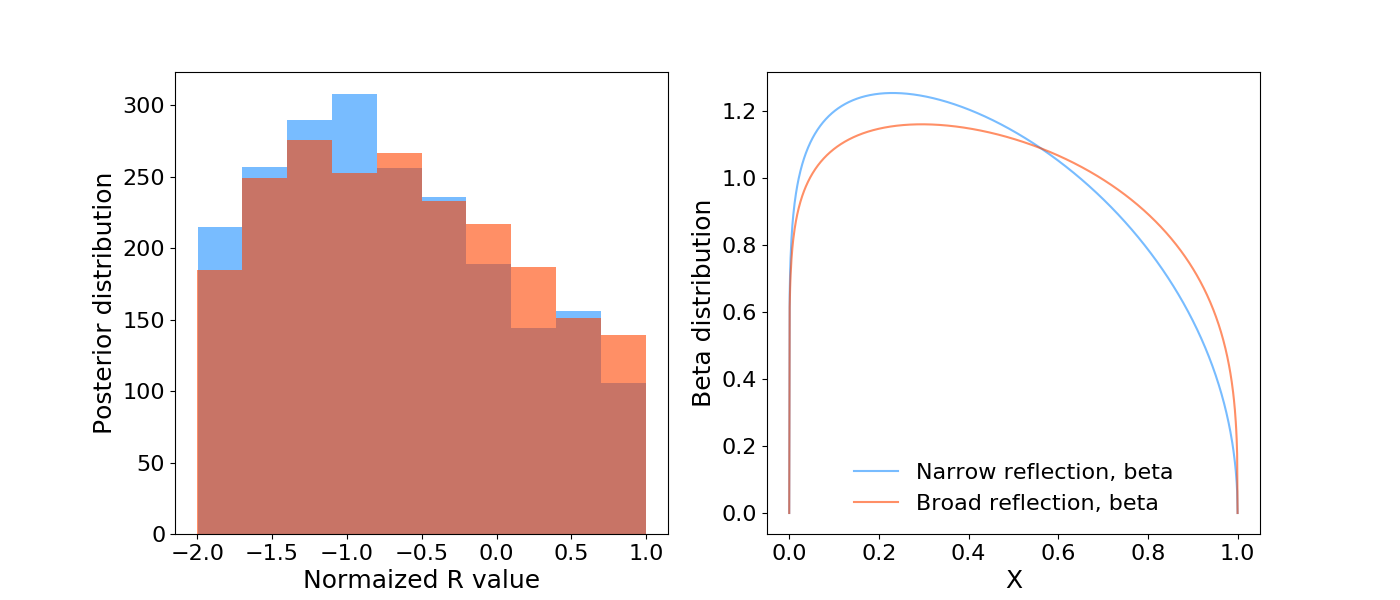 Posterior distribution
300
250
200
150
100
50
0
−2.0 −1.5 −1.0 −0.5 0.0 0.5 1.0
Normaized R value
Beta distribution
1.2
1.0
0.8
0.6
0.4
0.2
0.0
Narrow reflection, beta
Broad reflection, beta
0.0 0.2 0.4 0.6 0.8 1.0
X